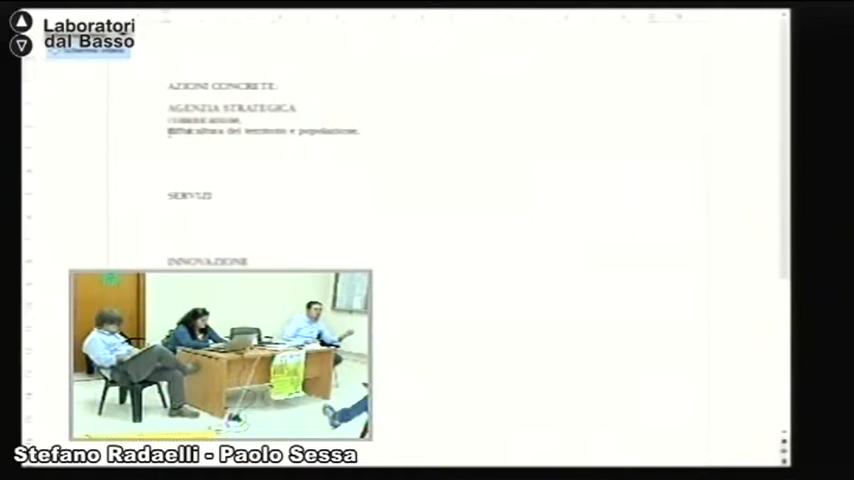 Laboratori
dal Basso
AZIONI CONCRETE:
AGENZIA STRATEGICA
comunicazione,
cultura del territorio e popolazione,
SERVIZI
INNOVAZIONE
Stefano Radaelli - Paolo Sessa